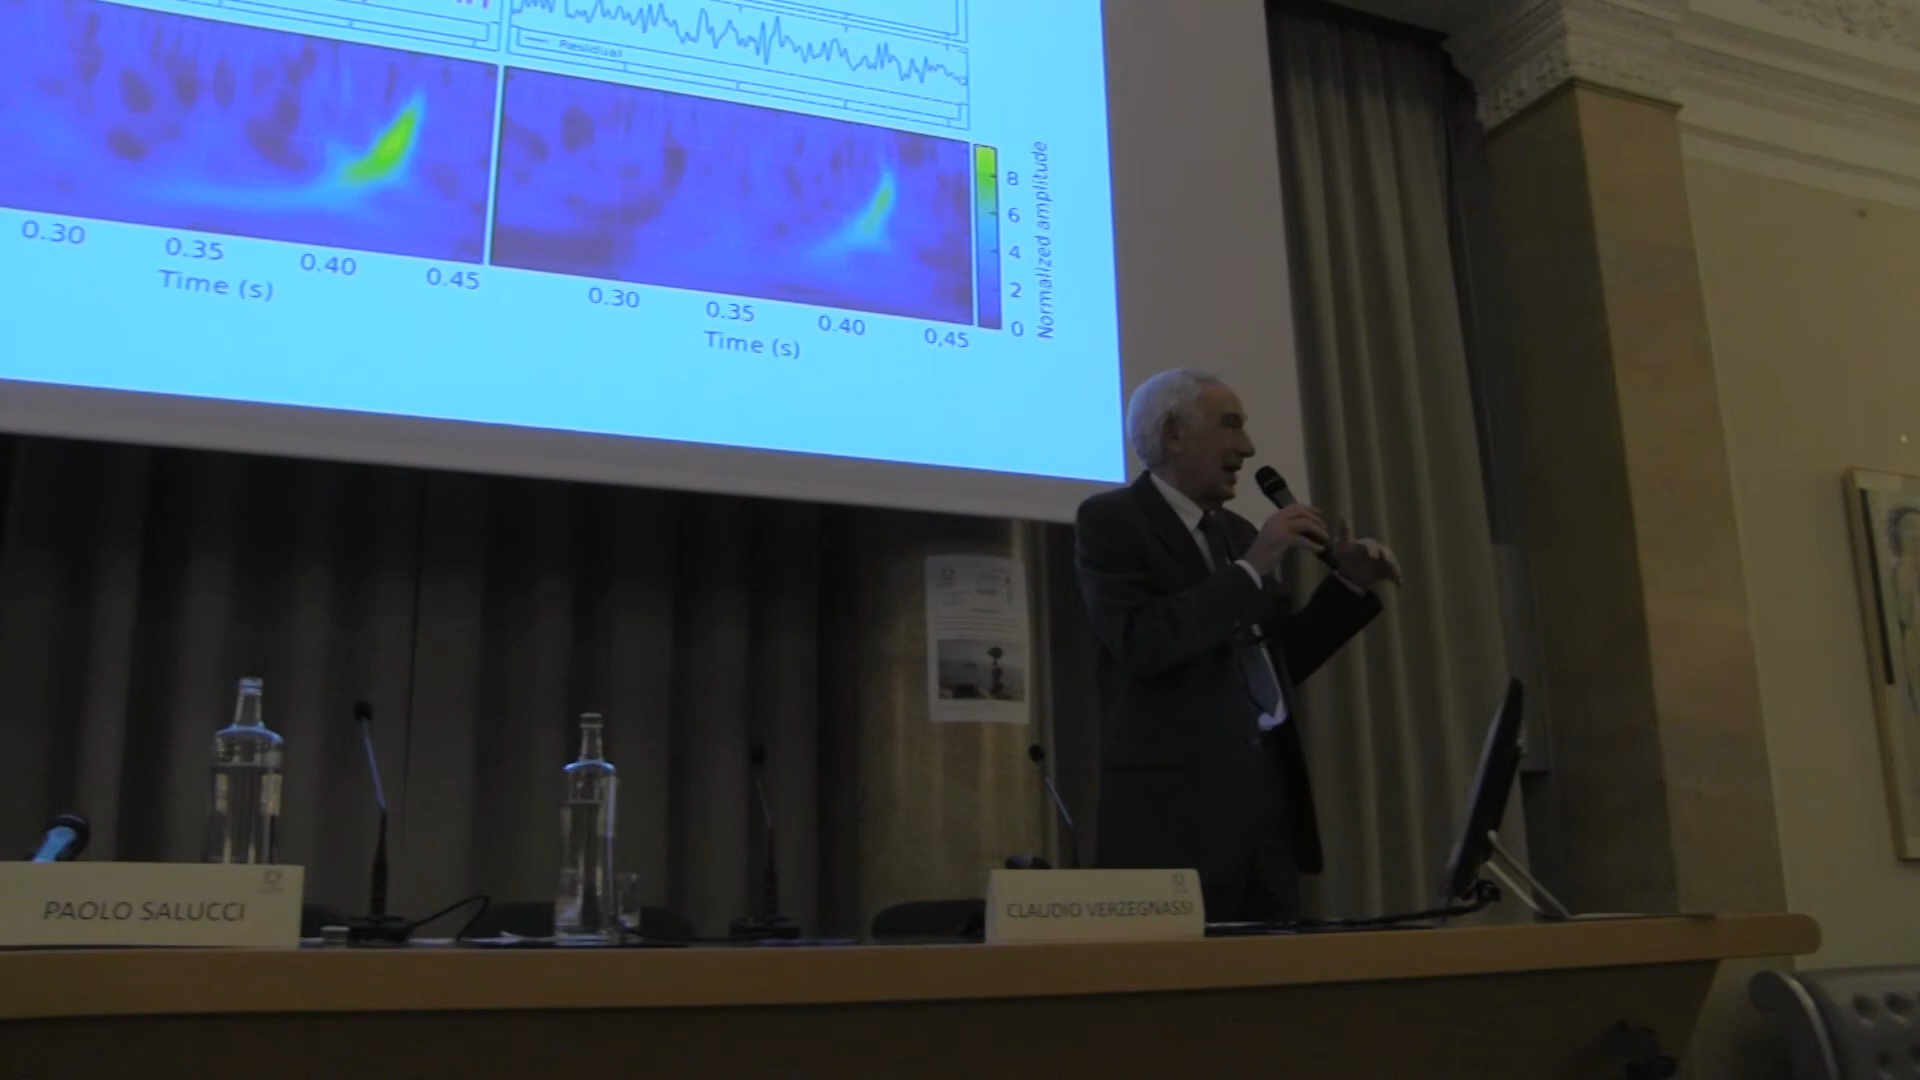 Residual
0.30
0.35
0.40
0.45
Time (s)
0.30
0.35
0.40
0,45
Time (s)
8
6
4
2
0
Normalized amplitude
PAOLO SALUCCI
CLAUDIO VERZEGNASSI